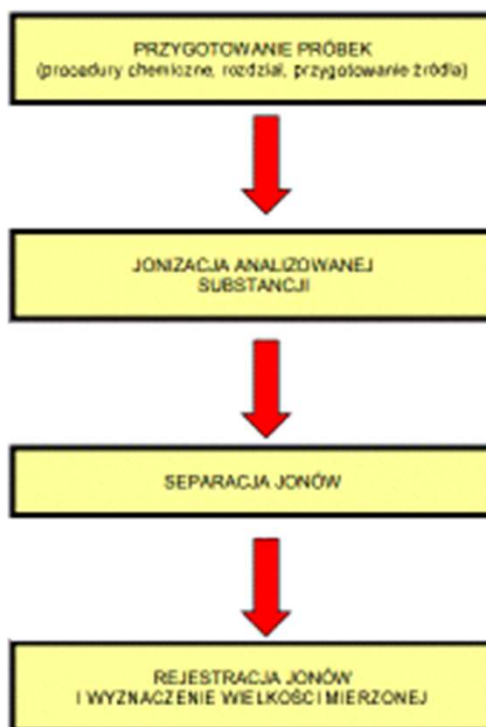 PRZYGOTOWANIE PRÓBEK
(procedury chemiczne, rozdział, przygotowanie źródła)
JONIZACJA ANALIZOWANEJ
SUBSTANCJI
SEPARACJA JONÓW
REJESTRACJA JONÓW
I WYZNACZENIE WIELKOŚCI MIERZONEJ